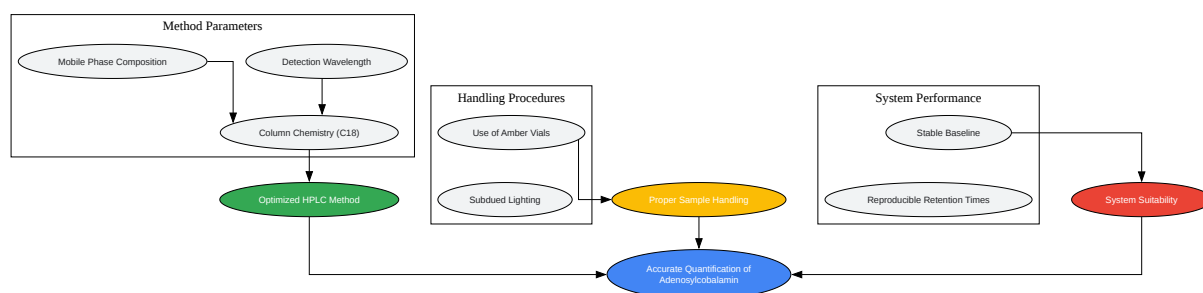 Method Parameters
Mobile Phase Composition
Detection Wavelength
Column Chemistry (C18)
Handling Procedures
Use of Amber Vials
Subdued Lighting
System Performance
Stable Baseline
Reproducible Retention Times
Optimized HPLC Method
Proper Sample Handling
System Suitability
Accurate Quantification of
Adenosylcobalamin